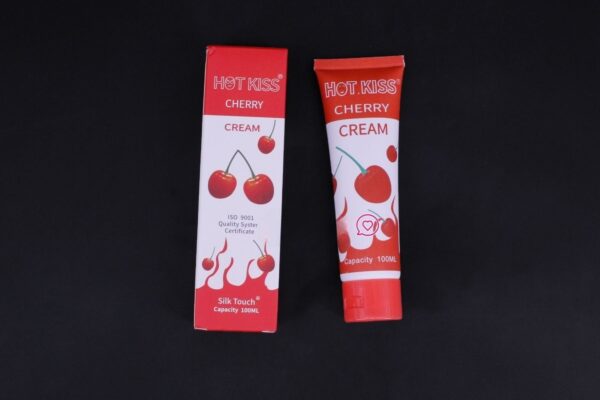 HOT KISS®
CHERRY
CREAM
ISO 9001
Quality Syster
Certificate
Silk Touch®
Capacity 100ML
HOT KISS®
CHERRY
CREAM
Capacity 100ML